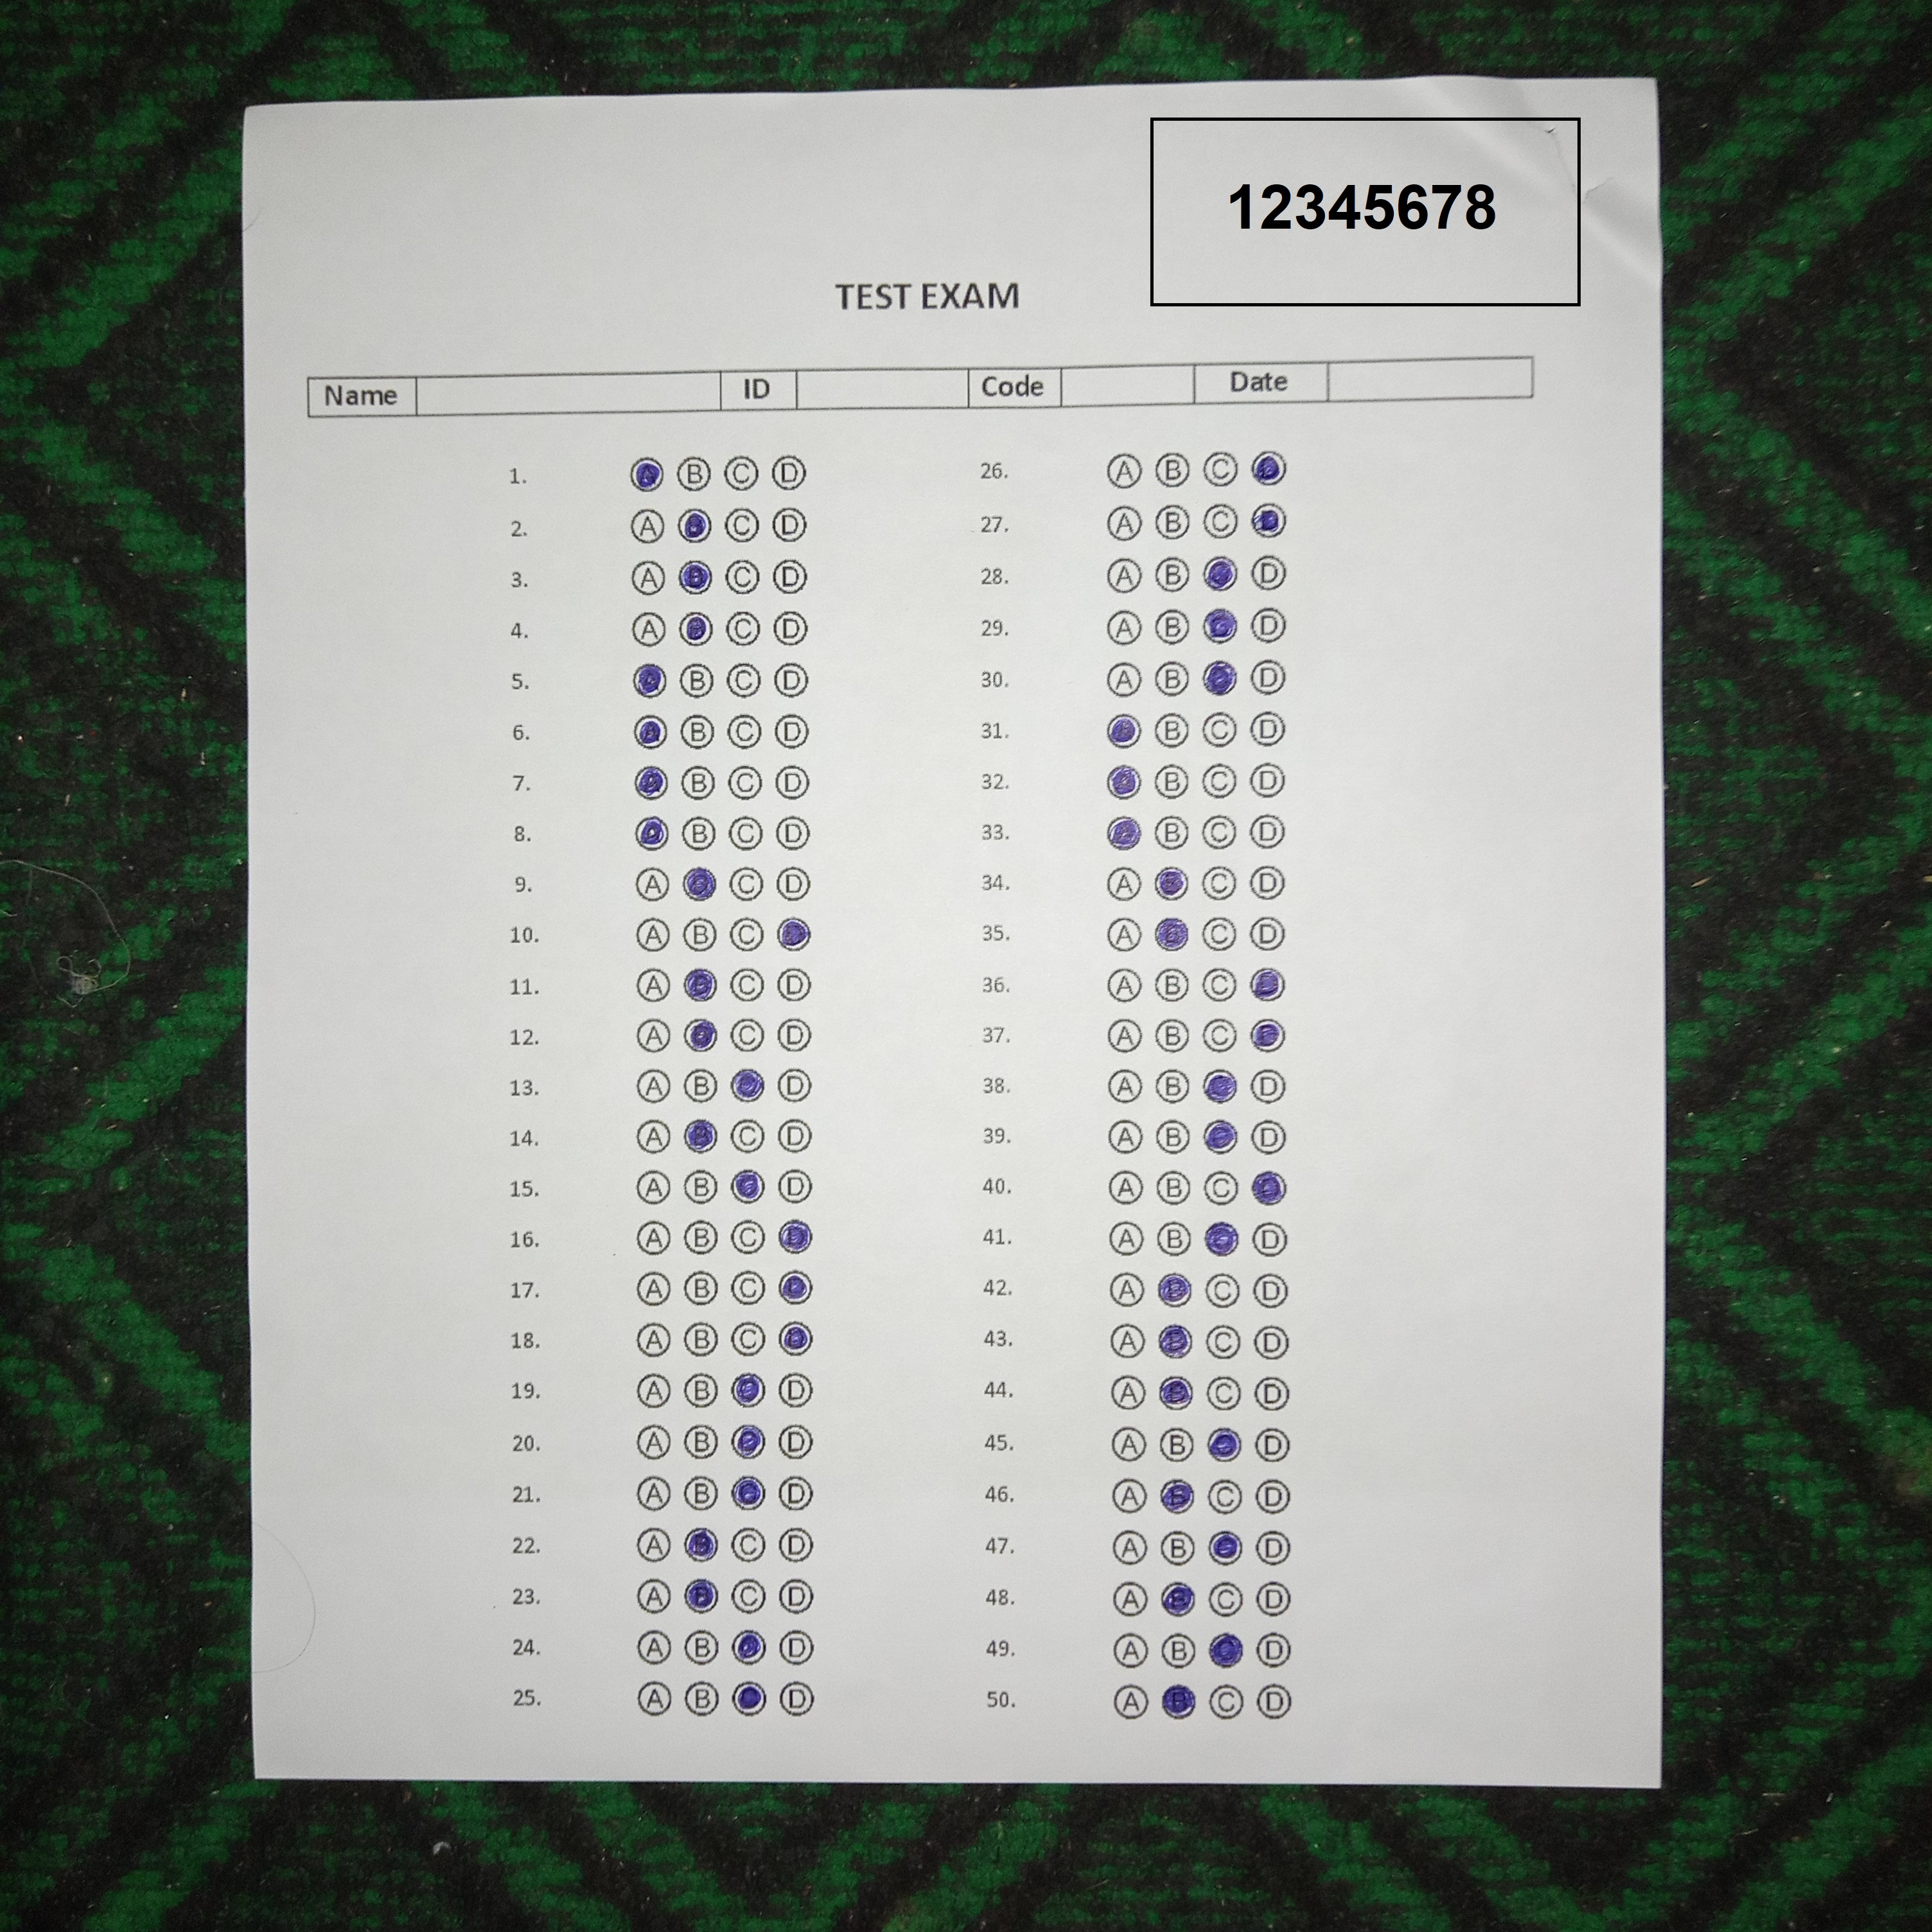 12345678
TEST EXAM
Name ID Code Date
1. A B C D
2. A B C D
3. A B C D
4. A B C D
5. A B C D
6. A B C D
7. A B C D
8. A B C D
9. A B C D
10. A B C D
11. A B C D
12. A B C D
13. A B C D
14. A B C D
15. A B C D
16. A B C D
17. A B C D
18. A B C D
19. A B C D
20. A B C D
21. A B C D
22. A B C D
23. A B C D
24. A B C D
25. A B C D
26. A B C D
27. A B C D
28. A B C D
29. A B C D
30. A B C D
31. A B C D
32. A B C D
33. A B C D
34. A B C D
35. A B C D
36. A B C D
37. A B C D
38. A B C D
39. A B C D
40. A B C D
41. A B C D
42. A B C D
43. A B C D
44. A B C D
45. A B C D
46. A B C D
47. A B C D
48. A B C D
49. A B C D
50. A B C D